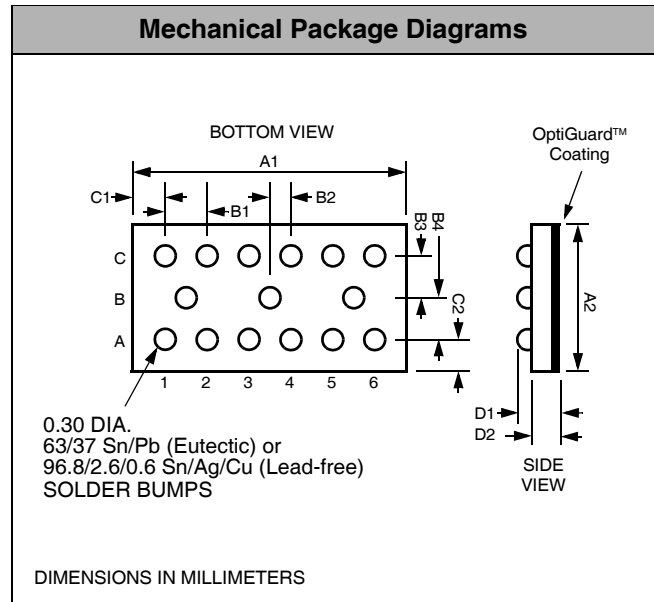 Mechanical Package Diagrams
BOTTOM VIEW
OptiGuard™
Coating
A1
C1
B1
B2
B3
B4
C
B
A
C2
A2
1 2 3 4 5 6
D1
D2
0.30 DIA.
63/37 Sn/Pb (Eutectic) or
96.8/2.6/0.6 Sn/Ag/Cu (Lead-free)
SOLDER BUMPS
SIDE
VIEW
DIMENSIONS IN MILLIMETERS